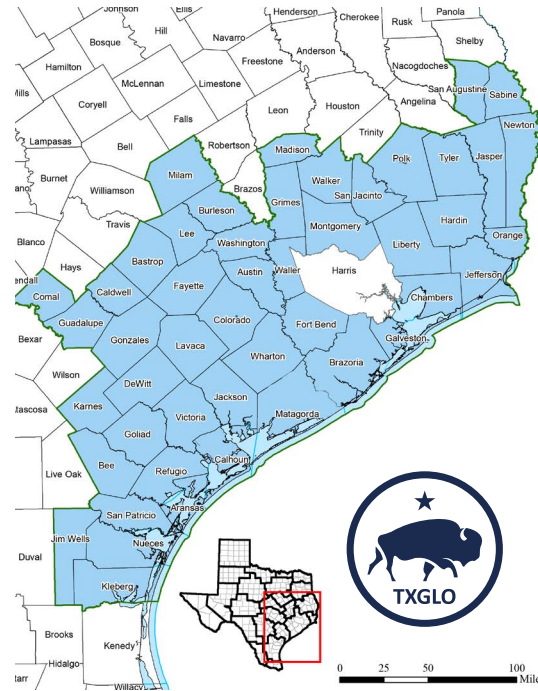 Johnson
Ellis
Henderson
Cherokee
Rusk
Panola
Hill
Navarro
Shelby
Bosque
Anderson
Hamilton
Freestone
Nacogdoches
McLennan
Limestone
San Augustine
Sabine
Mills
Coryell
Leon
Houston
Angelina
Falls
Newton
Trinity
Lampasas
Bell
Robertson
Madison
Polk
Tyler
Jasper
Burnet
Milam
Walker
Williamson
Brazos
Grimes
San Jacinto
Burleson
Hardin
Travis
Montgomery
Lee
Washington
Liberty
Orange
Blanco
Bastrop
Austin
Waller
Harris
Hays
Jefferson
Fayette
Caldwell
Chambers
Comal
Colorado
Fort Bend
Guadalupe
Galveston
Gonzales
Bexar
Lavaca
Wharton
Brazoria
Wilson
DeWitt
Jackson
Karnes
Matagorda
Victoria
Goliad
Calhoun
Bee
Refugio
Live Oak
Aransas
San Patricio
Jim Wells
Nueces
Duval
Kleberg
TXGLO
Brooks
Kenedy
Hidalgo
Willacy
0 25 50 100
Mile